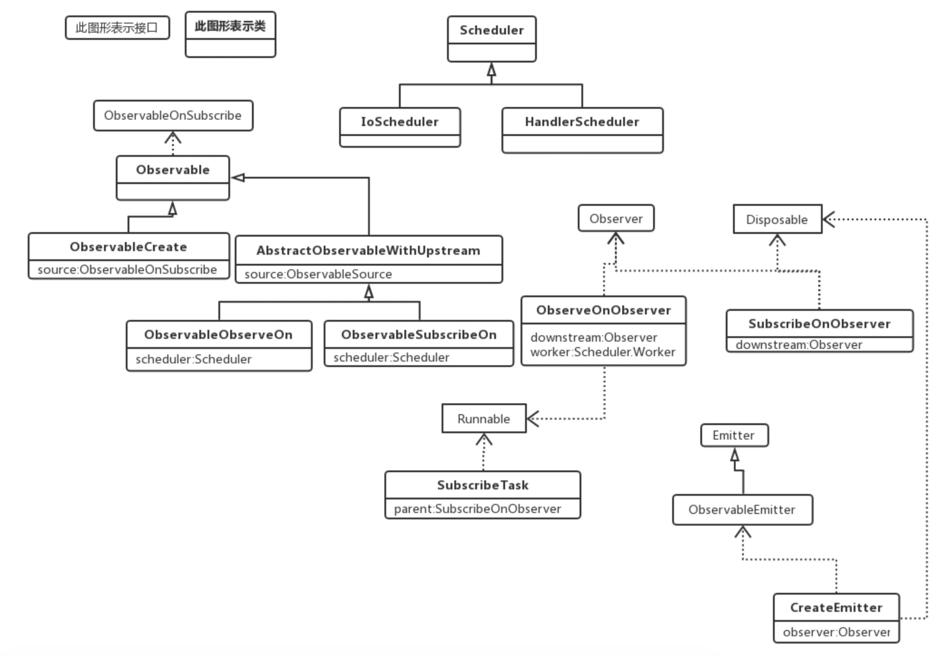 此图形表示接口
此图形表示类
Scheduler
IoScheduler
HandlerScheduler
ObservableOnSubscribe
Observable
ObservableCreate
source:ObservableOnSubscribe
AbstractObservableWithUpstream
source:ObservableSource
ObservableObserveOn
scheduler:Scheduler
ObservableSubscribeOn
scheduler:Scheduler
Observer
Disposable
ObserveOnObserver
downstream:Observer
worker:Scheduler.Worker
SubscribeOnObserver
downstream:Observer
Runnable
SubscribeTask
parent:SubscribeOnObserver
Emitter
ObservableEmitter
CreateEmitter
observer:Observer